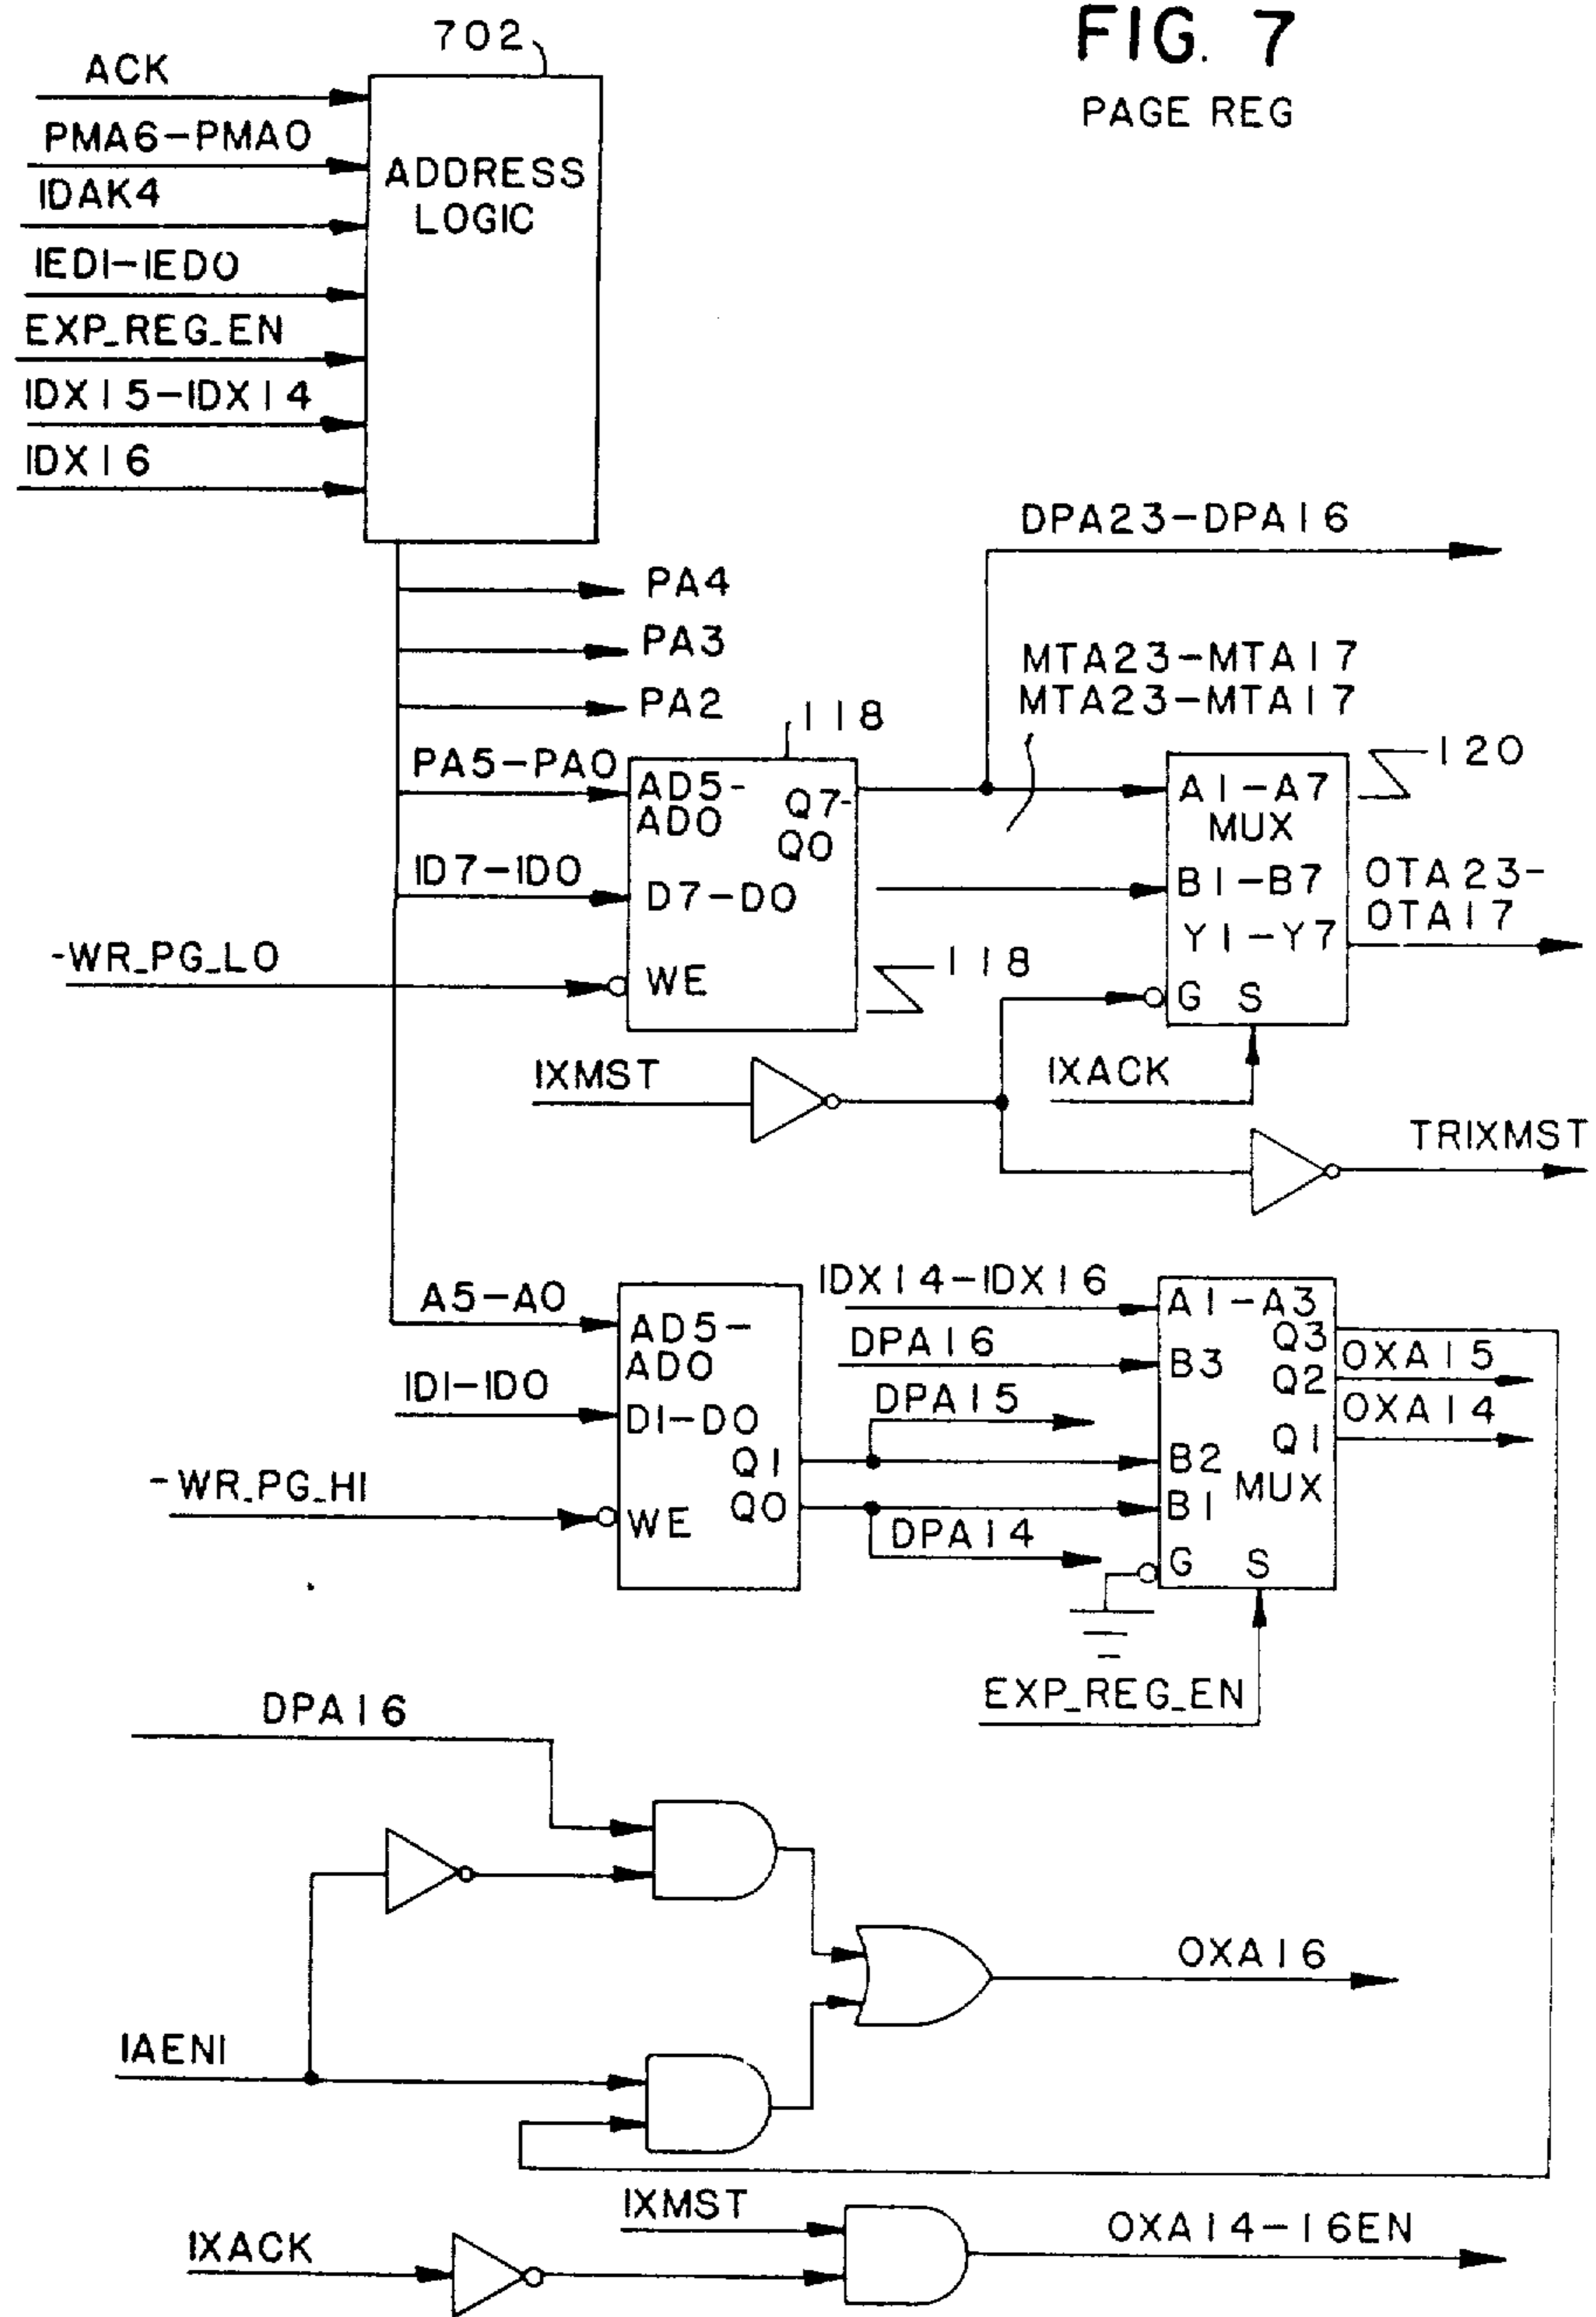 FIG. 7
PAGE REG
702
ACK
PMA6-PMA0
IDAK4
IED1-IED0
EXP_REG_EN
IDX15-IDX14
IDX16
ADDRESS
LOGIC
PA4
PA3
PA2
PA5-PA0
ID7-ID0
-WR_PG_LO
118
AD5-
AD0
Q7-
Q0
D7-D0
WE
118
DPA23-DPA16
MTA23-MTA17
MTA23-MTA17
120
A1-A7
MUX
B1-B7
Y1-Y7
G S
OTA23-
OTA17
IXMST
IXACK
TRIXMST
A5-A0
ID1-ID0
-WR_PG_HI
AD5-
AD0
D1-D0
Q1
Q0
WE
IDX14-IDX16
DPA16
DPA15
DPA14
A1-A3
Q3
B3
Q2
Q1
B2
MUX
B1
G S
OXA15
OXA14
EXP_REG_EN
DPA16
IAEN1
OXA16
IXMST
IXACK
OXA14-16EN